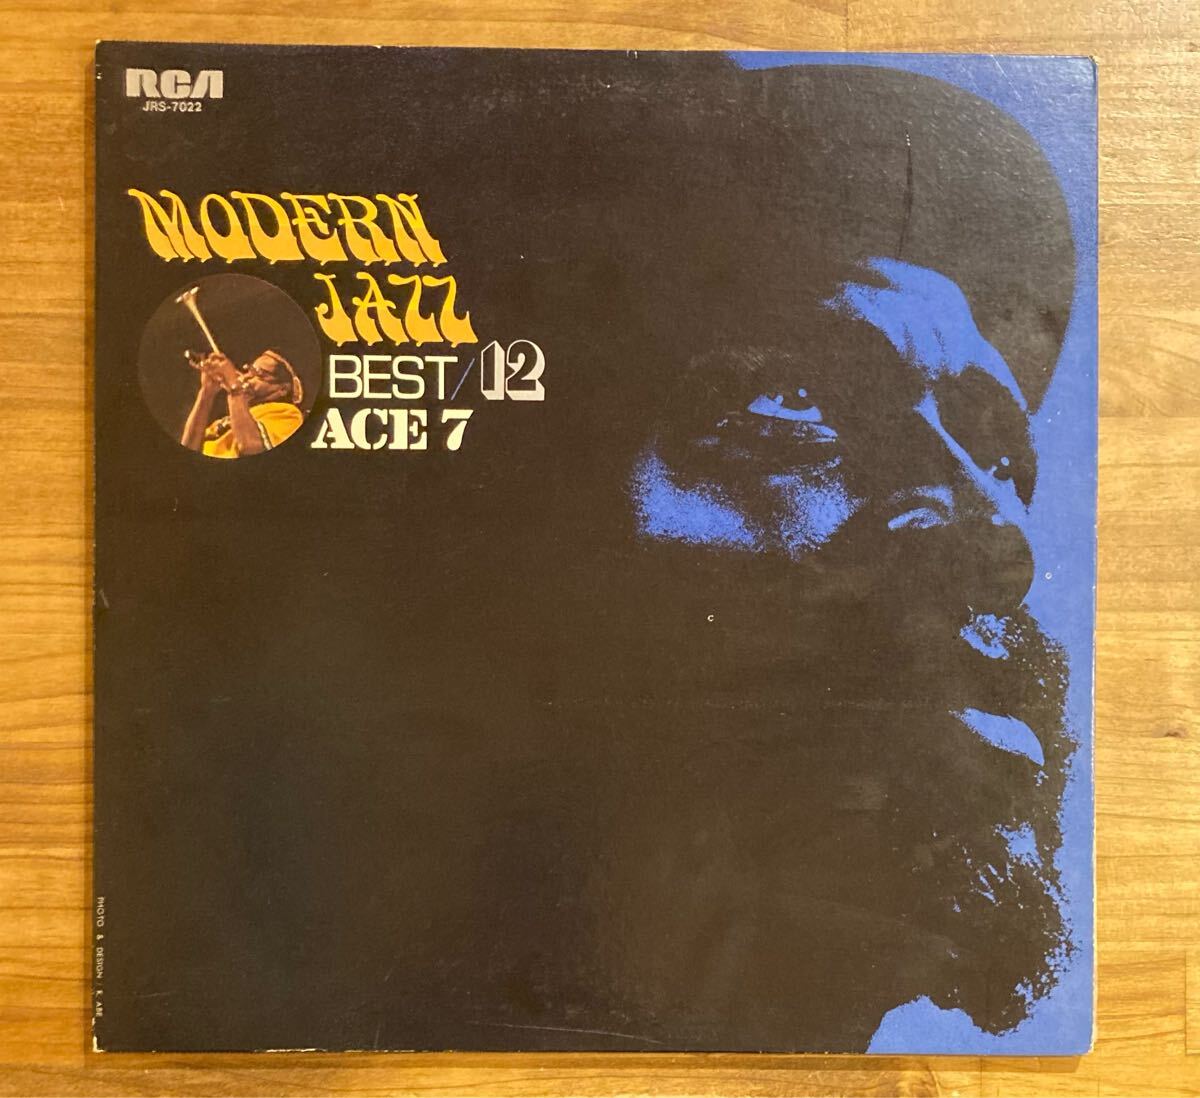 RCA
JRS-7022
MODERN
JAZZ
BEST/12
ACE 7
PHOTO & DESIGN / K. ABE